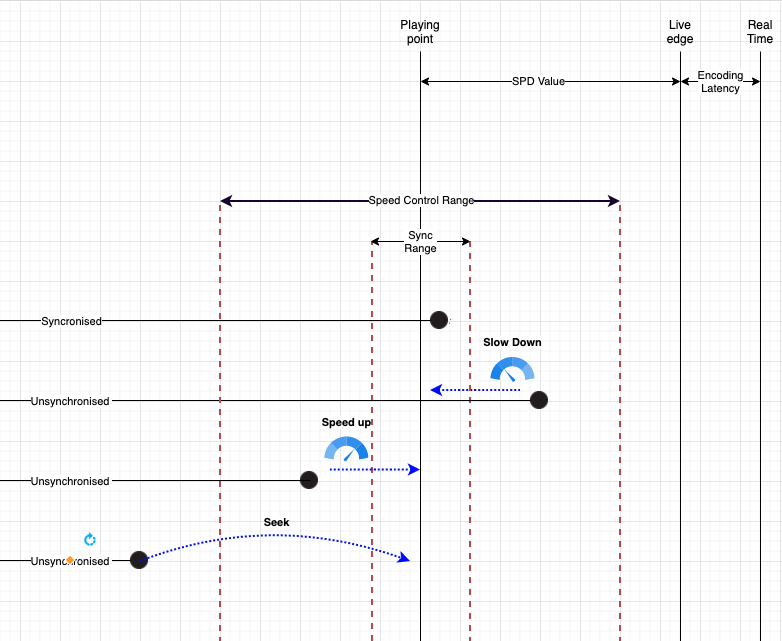 Playing
point
Live
edge
Real
Time
SPD Value
Encoding
Latency
Speed Control Range
Sync
Range
Syncronised
Slow Down
Unsynchronised
Speed up
Unsynchronised
Seek
Unsynchronised